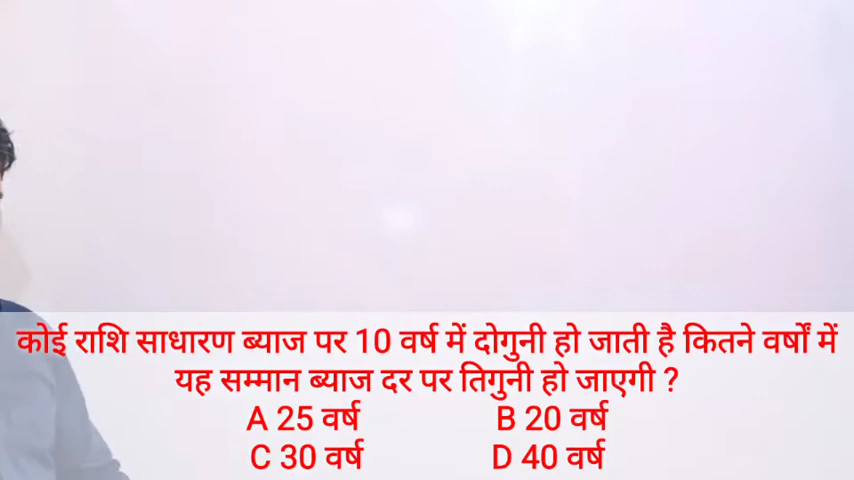 कोई राशि साधारण ब्याज पर 10 वर्ष में दोगुनी हो जाती है कितने वर्षों में
यह सम्मान ब्याज दर पर तिगुनी हो जाएगी ?
A 25 वर्ष B 20 वर्ष
C 30 वर्ष D 40 वर्ष